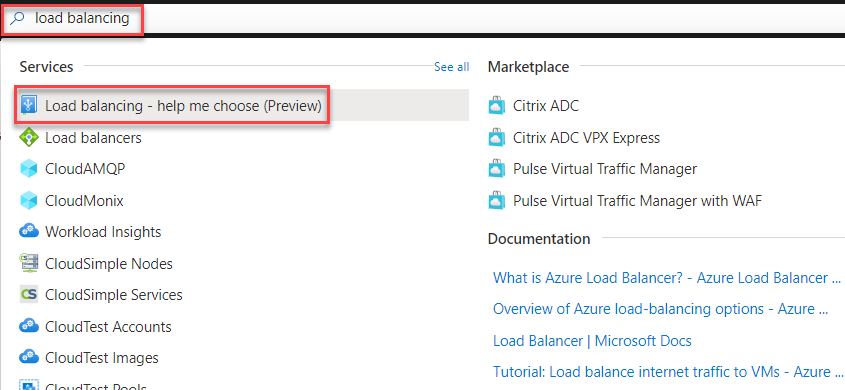 load balancing
Services
See all
Load balancing - help me choose (Preview)
Load balancers
CloudAMQP
CloudMonix
Workload Insights
CloudSimple Nodes
CloudSimple Services
CloudTest Accounts
CloudTest Images
CloudTest Pools
Marketplace
Citrix ADC
Citrix ADC VPX Express
Pulse Virtual Traffic Manager
Pulse Virtual Traffic Manager with WAF
Documentation
What is Azure Load Balancer? - Azure Load Balancer ...
Overview of Azure load-balancing options - Azure ...
Load Balancer | Microsoft Docs
Tutorial: Load balance internet traffic to VMs - Azure ...